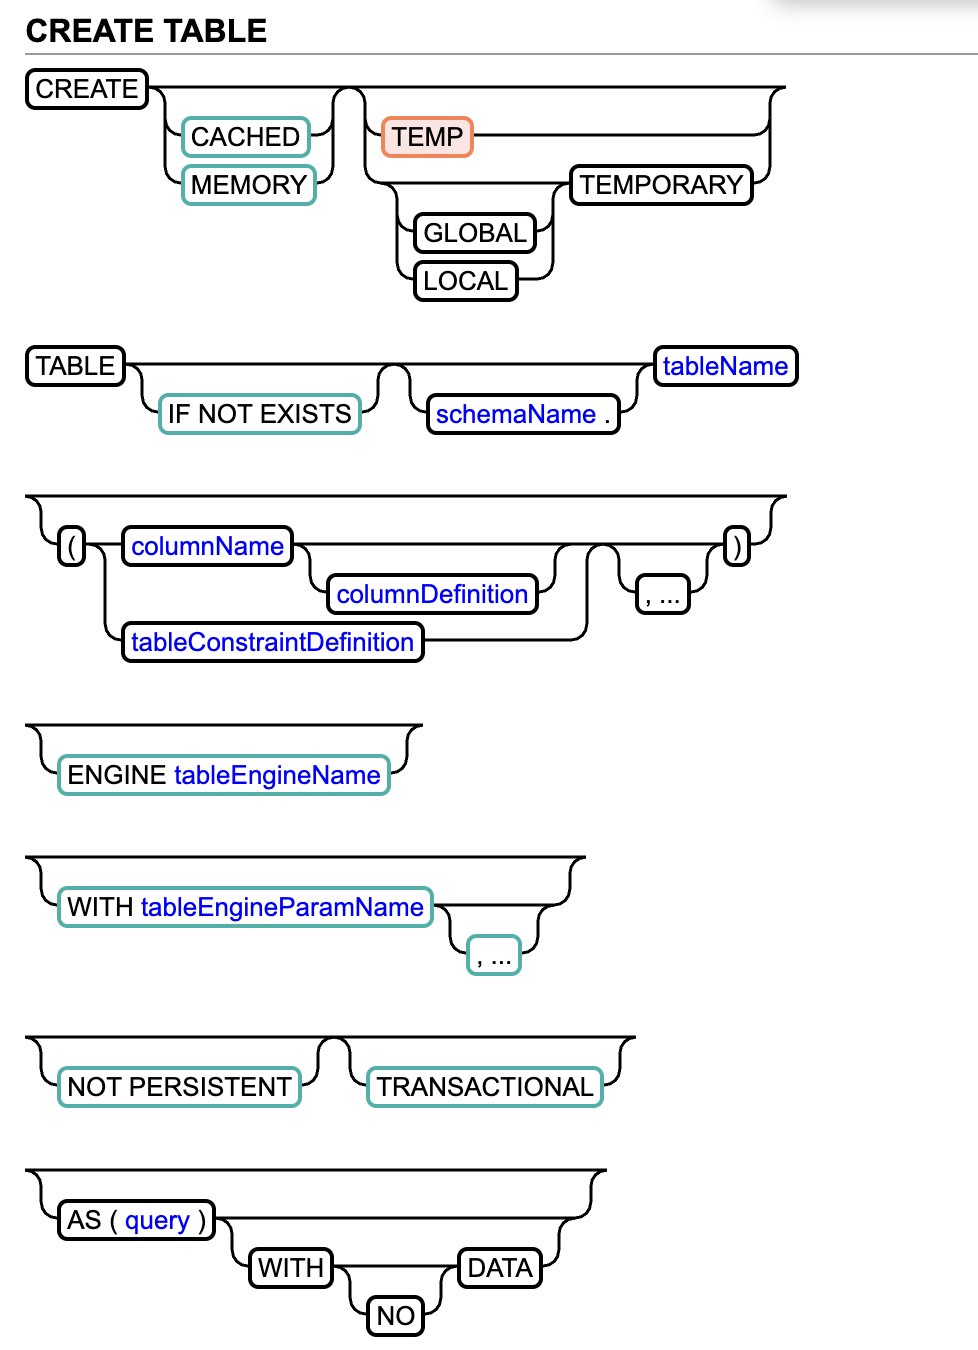 CREATE TABLE
CREATE
CACHED TEMP
MEMORY TEMPORARY
GLOBAL
LOCAL
TABLE tableName
IF NOT EXISTS schemaName .
( columnName )
columnDefinition , ...
tableConstraintDefinition
ENGINE tableEngineName
WITH tableEngineParamName
, ...
NOT PERSISTENT TRANSACTIONAL
AS ( query )
WITH DATA
NO